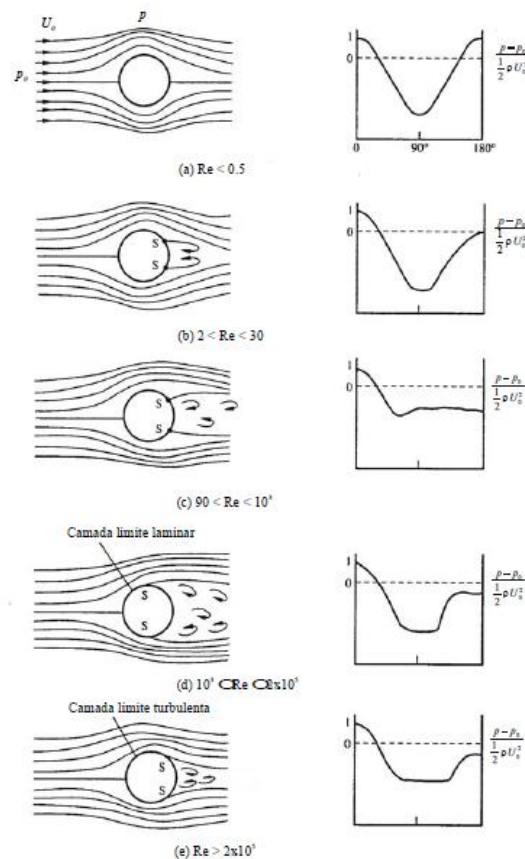 U₀
p
p₀
1
0
0
90°
180°
p – p₀
½ ρ U₀²
(a) Re < 0.5
S
S
1
0
p – p₀
½ ρ U₀²
(b) 2 < Re < 30
S
S
1
0
p – p₀
½ ρ U₀²
(c) 90 < Re < 10³
Camada limite laminar
S
S
1
0
p – p₀
½ ρ U₀²
Re
Camada limite turbulenta
S
S
1
0
p – p₀
½ ρ U₀²
(e) Re > 2x10⁵